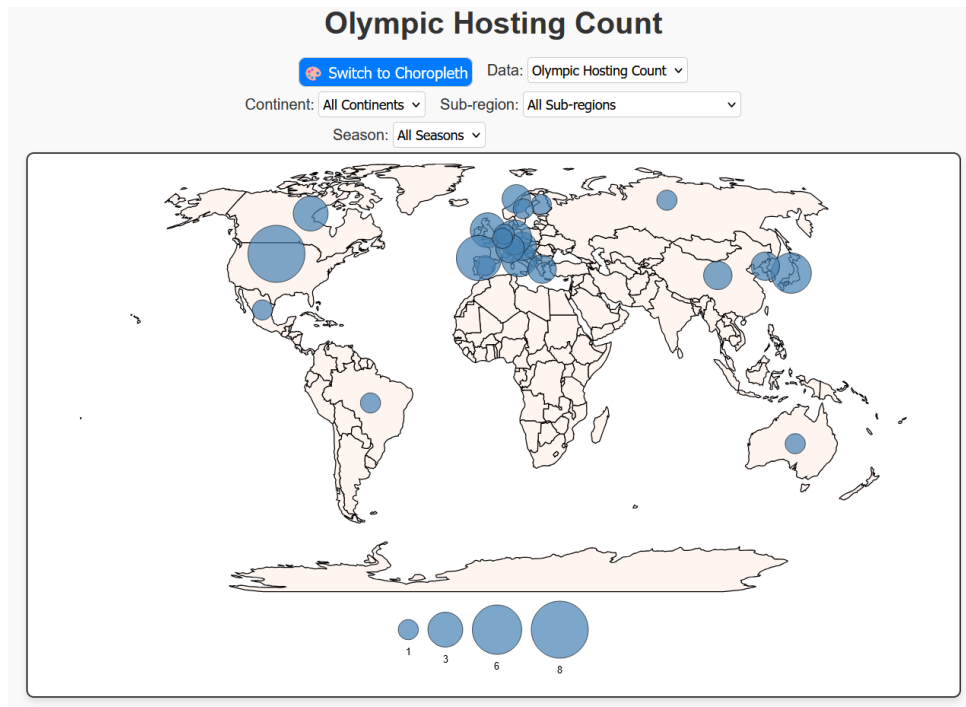 Olympic Hosting Count
🎨 Switch to Choropleth Data: Olympic Hosting Count
Continent: All Continents Sub-region: All Sub-regions
Season: All Seasons
1
3
6
8